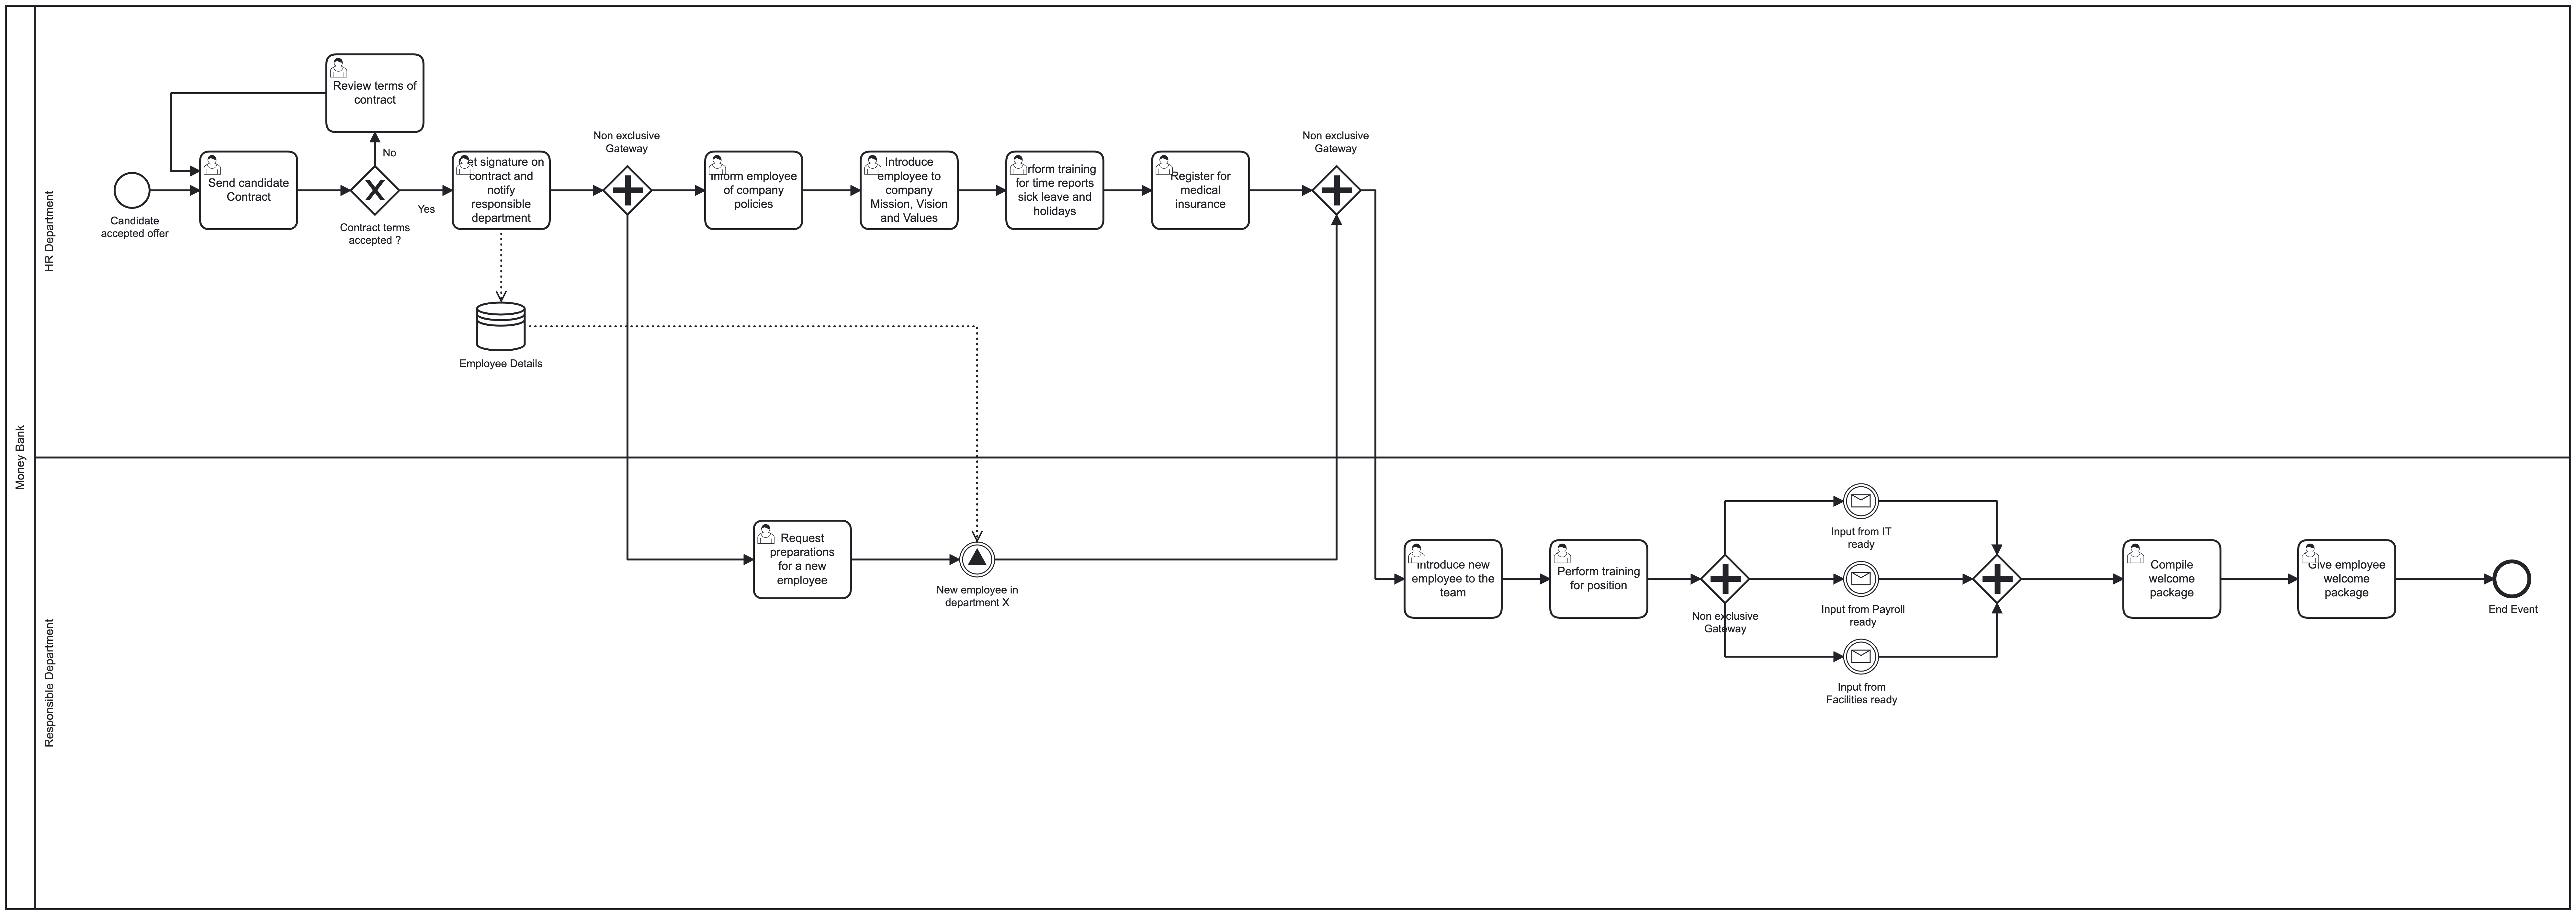 Money Bank
HR Department
Candidate
accepted offer
Send candidate
Contract
Review terms of
contract
No
X
Contract terms
accepted ?
Yes
signature on
contract and
notify
responsible
department
Employee Details
Non exclusive
Gateway
Inform employee
of company
policies
Introduce
employee to
company
Mission, Vision
and Values
training
for time reports
sick leave and
holidays
Register for
medical
insurance
Non exclusive
Gateway
Responsible Department
Request
preparations
for a new
employee
New employee in
department X
Introduce new
employee to the
team
Perform training
for position
Non exclusive
Gateway
Input from IT
ready
Input from Payroll
ready
Input from
Facilities ready
Compile
welcome
package
Give employee
welcome
package
End Event